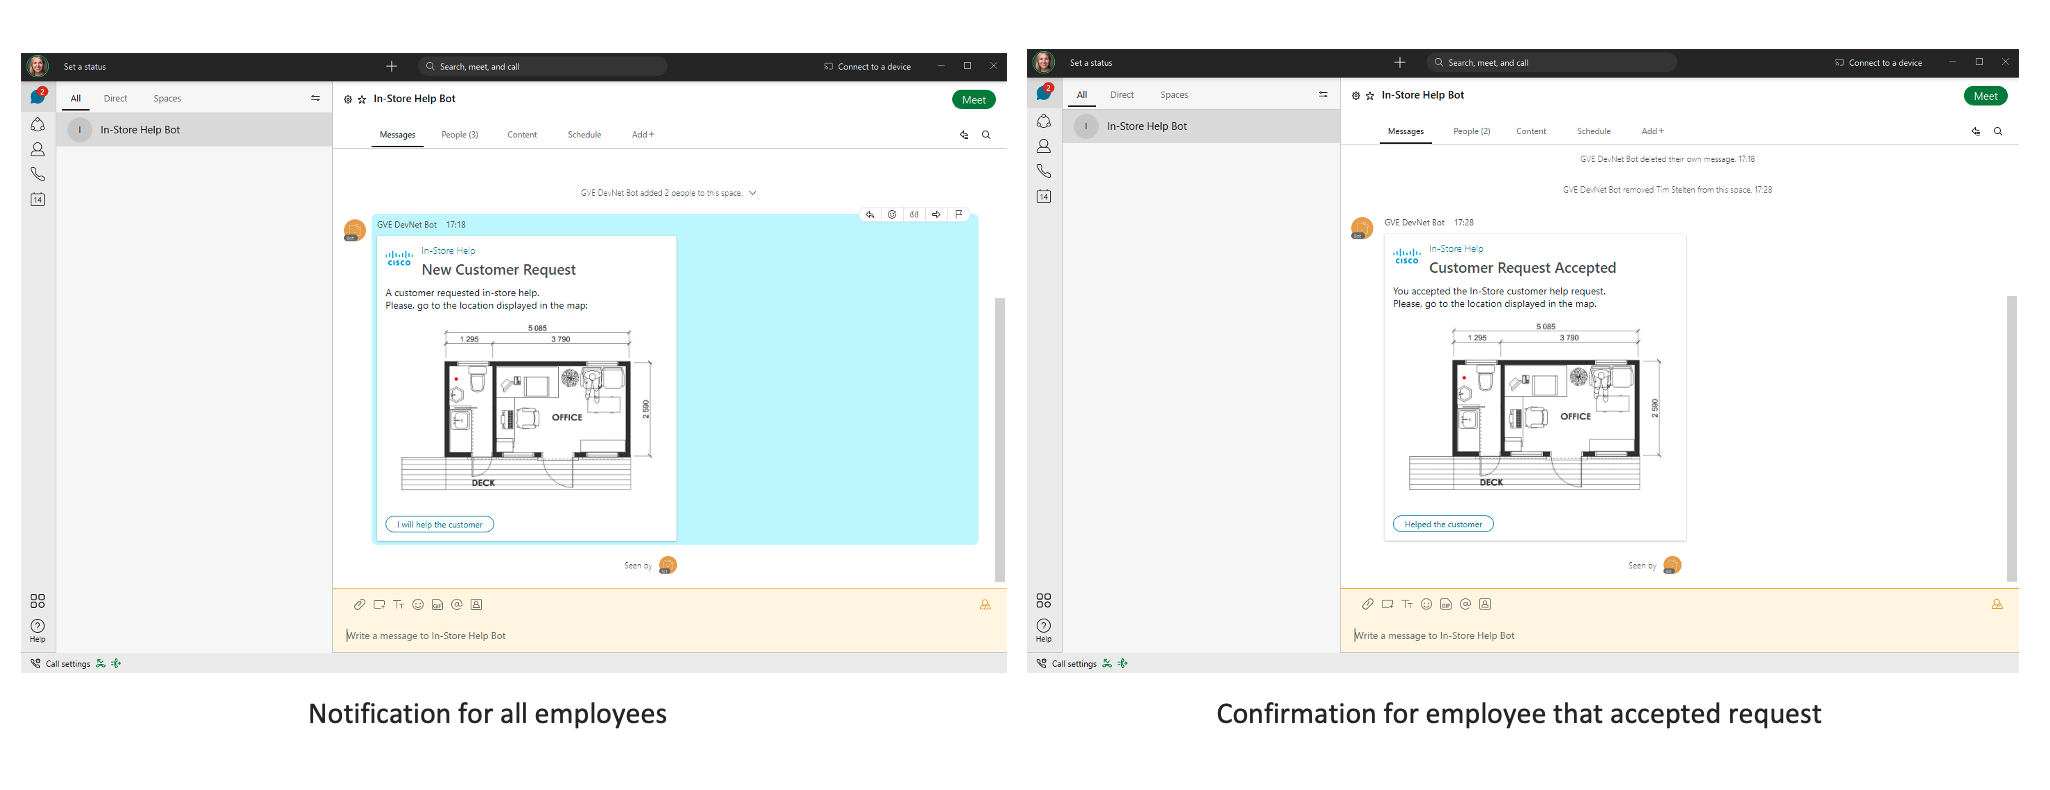 Set a status
Search, meet, and call
Connect to a device
2
All Direct Spaces
I In-Store Help Bot
14
Help
Call settings
In-Store Help Bot
Meet
Messages People (3) Content Schedule Add+
GVE DevNet Bot added 2 people to this space.
GVE DevNet Bot 17:18
Bot
CISCO
In-Store Help
New Customer Request
A customer requested in-store help.
Please, go to the location displayed in the map:
5 085
1 295 3 790
2 590
OFFICE
DECK
I will help the customer
Seen by
Write a message to In-Store Help Bot
Notification for all employees
Set a status
Search, meet, and call
Connect to a device
2
All Direct Spaces
I In-Store Help Bot
14
Help
Call settings
In-Store Help Bot
Meet
Messages People (2) Content Schedule Add+
GVE DevNet Bot deleted their own message. 17:18
GVE DevNet Bot removed Tim Stelten from this space. 17:28
GVE DevNet Bot 17:28
Bot
CISCO
In-Store Help
Customer Request Accepted
You accepted the In-Store customer help request.
Please, go to the location displayed in the map.
5 085
1 295 3 790
2 590
OFFICE
DECK
Helped the customer
Seen by
Write a message to In-Store Help Bot
Confirmation for employee that accepted request